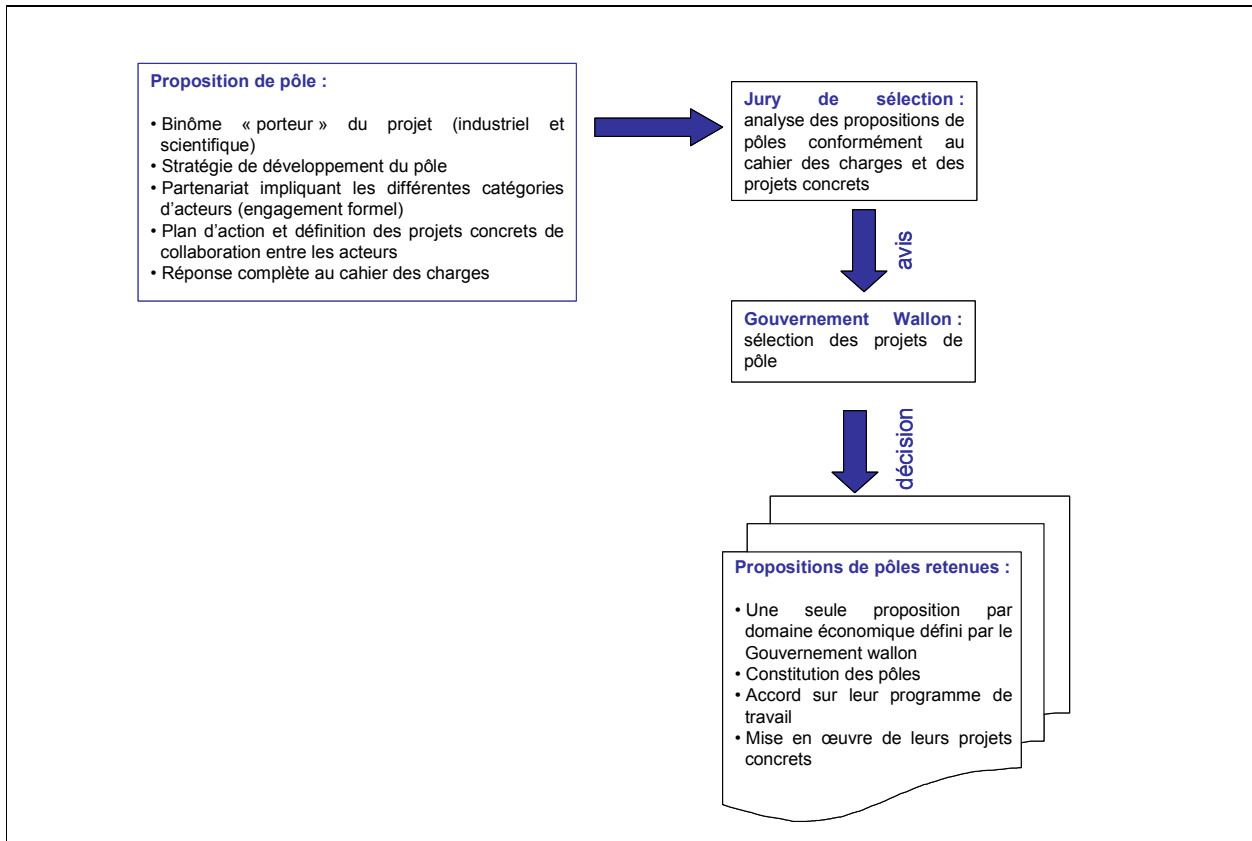 Proposition de pôle :
• Binôme « porteur » du projet (industriel et
scientifique)
• Stratégie de développement du pôle
• Partenariat impliquant les différentes catégories
d’acteurs (engagement formel)
• Plan d’action et définition des projets concrets de
collaboration entre les acteurs
• Réponse complète au cahier des charges
Jury de sélection :
analyse des propositions de
pôles conformément au
cahier des charges et des
projets concrets
avis
Gouvernement Wallon :
sélection des projets de
pôle
décision
Propositions de pôles retenues :
• Une seule proposition par
domaine économique défini par le
Gouvernement wallon
• Constitution des pôles
• Accord sur leur programme de
travail
• Mise en œuvre de leurs projets
concrets